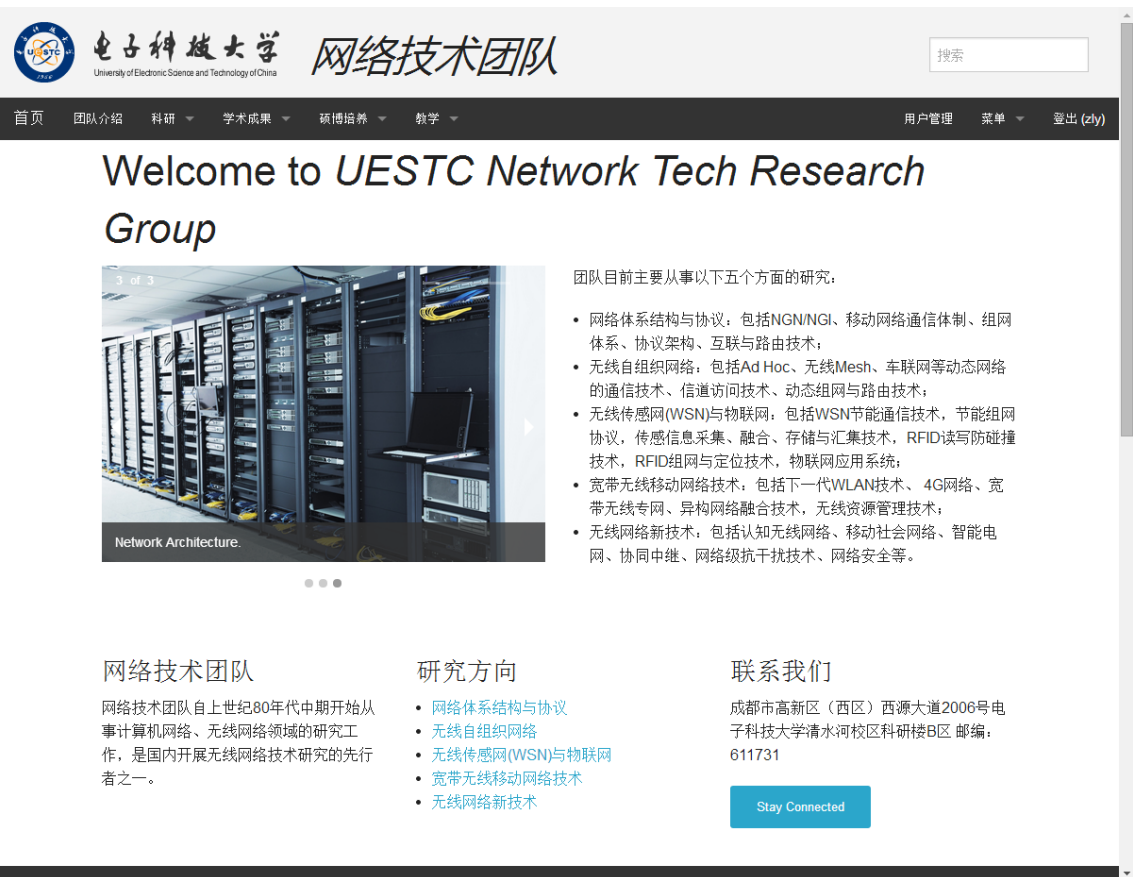 UESTC
1956
电子科技大学
University of Electronic Science and Technology of China
网络技术团队
搜索
首页 团队介绍 科研 学术成果 硕博培养 教学 用户管理 菜单 登出 (zly)
Welcome to UESTC Network Tech Research
Group
3 of 3
Network Architecture.
团队目前主要从事以下五个方面的研究:
• 网络体系结构与协议: 包括NGN/NGI、移动网络通信体制、组网
体系、协议架构、互联与路由技术;
• 无线自组织网络: 包括Ad Hoc、无线Mesh、车联网等动态网络
的通信技术、信道访问技术、动态组网与路由技术;
• 无线传感网(WSN)与物联网: 包括WSN节能通信技术, 节能组网
协议, 传感信息采集、融合、存储与汇集技术, RFID读写防碰撞
技术, RFID组网与定位技术, 物联网应用系统;
• 宽带无线移动网络技术: 包括下一代WLAN技术、 4G网络、宽
带无线专网、异构网络融合技术, 无线资源管理技术;
• 无线网络新技术: 包括认知无线网络、移动社会网络、智能电
网、协同中继、网络级抗干扰技术、网络安全等。
网络技术团队
网络技术团队自上世纪80年代中期开始从
事计算机网络、无线网络领域的研究工
作, 是国内开展无线网络技术研究的先行
者之一。
研究方向
• 网络体系结构与协议
• 无线自组织网络
• 无线传感网(WSN)与物联网
• 宽带无线移动网络技术
• 无线网络新技术
联系我们
成都市高新区（西区）西源大道2006号电
子科技大学清水河校区科研楼B区 邮编:
611731
Stay Connected